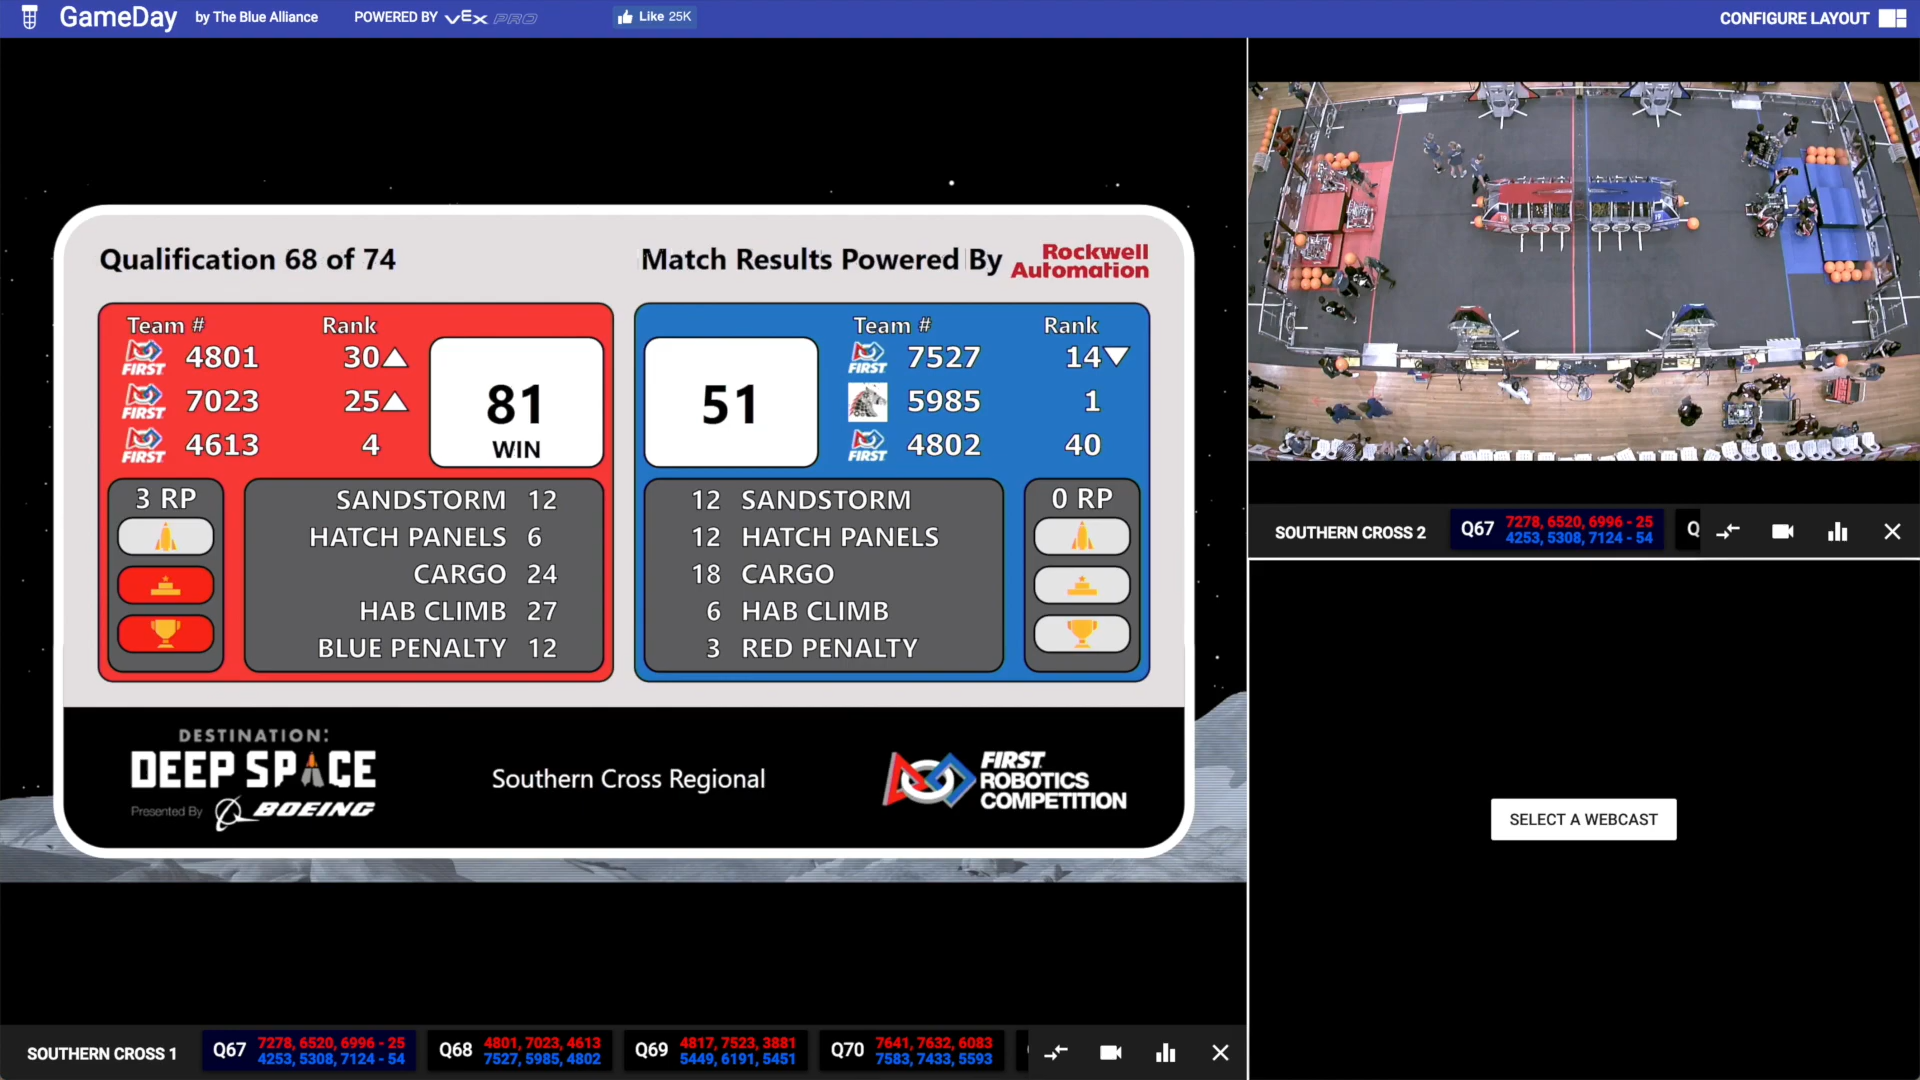 GameDay by The Blue Alliance POWERED BY VEX PRO Like 25K CONFIGURE LAYOUT
Qualification 68 of 74 Match Results Powered By Rockwell Automation
Team # Rank
FIRST 4801 30
FIRST 7023 25
FIRST 4613 4
81
WIN
3 RP
SANDSTORM 12
HATCH PANELS 6
CARGO 24
HAB CLIMB 27
BLUE PENALTY 12
51
Team # Rank
FIRST 7527 14
5985 1
FIRST 4802 40
12 SANDSTORM
12 HATCH PANELS
18 CARGO
6 HAB CLIMB
3 RED PENALTY
0 RP
DESTINATION:
DEEP SPACE
Presented By BOEING
Southern Cross Regional
FIRST
ROBOTICS
COMPETITION
SOUTHERN CROSS 2 Q67 7278, 6520, 6996 - 25
4253, 5308, 7124 - 54
Q
SELECT A WEBCAST
SOUTHERN CROSS 1 Q67 7278, 6520, 6996 - 25
4253, 5308, 7124 - 54
Q68 4801, 7023, 4613
7527, 5985, 4802
Q69 4817, 7523, 3881
5449, 6191, 5451
Q70 7641, 7632, 6083
7583, 7433, 5593